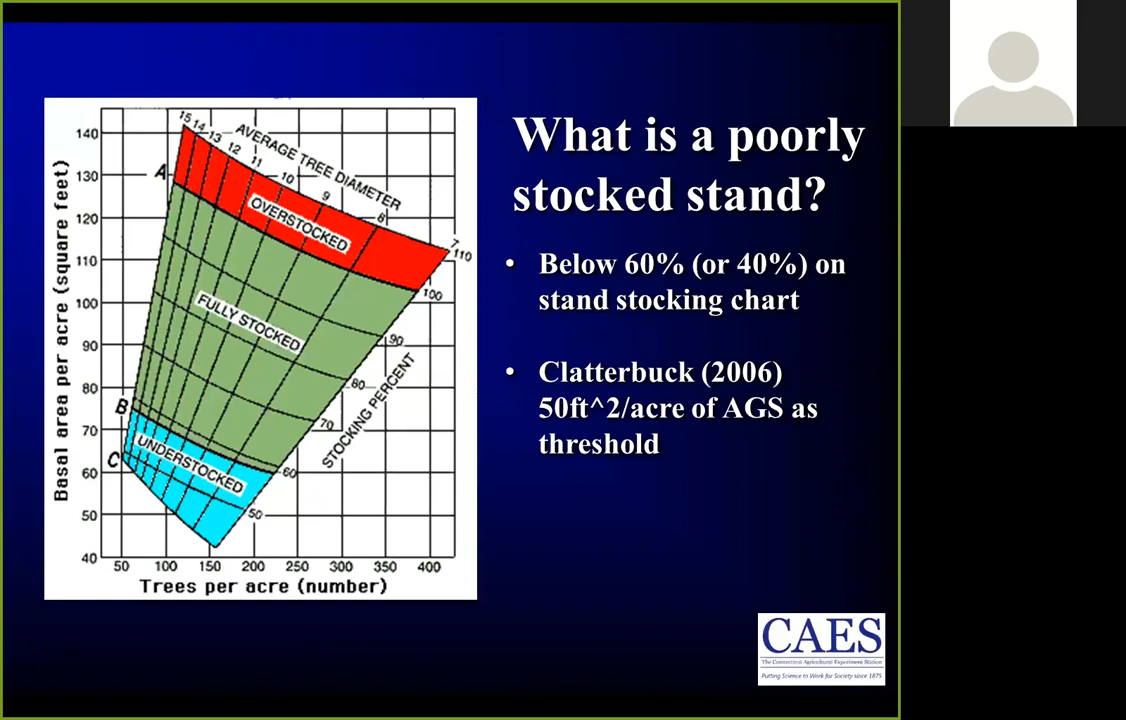 What is a poorly
stocked stand?
• Below 60% (or 40%) on
stand stocking chart
• Clatterbuck (2006)
50ft^2/acre of AGS as
threshold
Basal area per acre (square feet)
140
130
120
110
100
90
80
70
60
50
40
A
B
C
15 14 13 12 11 10 9 8 7
AVERAGE TREE DIAMETER
OVERSTOCKED
FULLY STOCKED
UNDERSTOCKED
110
100
90
80
70
60
50
STOCKING PERCENT
50 100 150 200 250 300 350 400
Trees per acre (number)
CAES
The Connecticut Agricultural Experiment Station
Putting Science to Work for Society since 1875